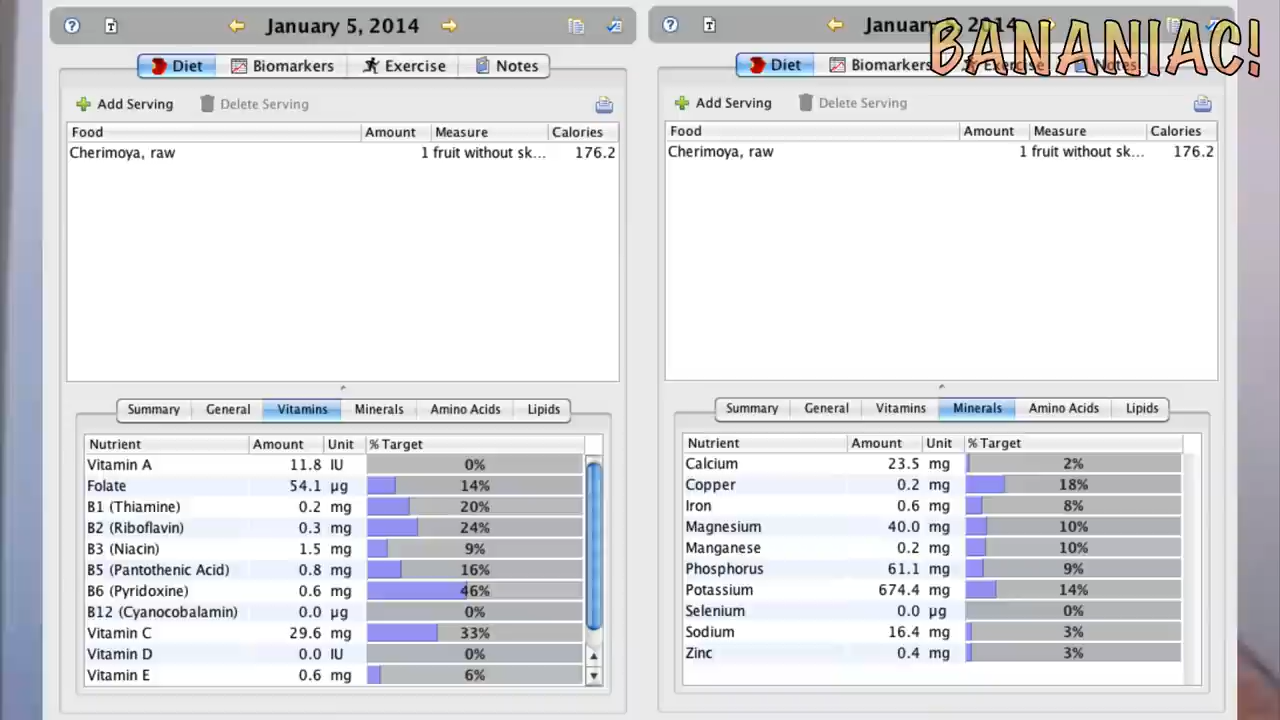 January 5, 2014
Diet Biomarkers Exercise Notes
Add Serving Delete Serving
Food Amount Measure Calories
Cherimoya, raw 1 fruit without sk... 176.2
Summary General Vitamins Minerals Amino Acids Lipids
Nutrient Amount Unit % Target
Vitamin A 11.8 IU 0%
Folate 54.1 µg 14%
B1 (Thiamine) 0.2 mg 20%
B2 (Riboflavin) 0.3 mg 24%
B3 (Niacin) 1.5 mg 9%
B5 (Pantothenic Acid) 0.8 mg 16%
B6 (Pyridoxine) 0.6 mg 46%
B12 (Cyanocobalamin) 0.0 µg 0%
Vitamin C 29.6 mg 33%
Vitamin D 0.0 IU 0%
Vitamin E 0.6 mg 6%
January 5, 2014
BANANIAC!
Diet Biomarkers Exercise Notes
Add Serving Delete Serving
Food Amount Measure Calories
Cherimoya, raw 1 fruit without sk... 176.2
Summary General Vitamins Minerals Amino Acids Lipids
Nutrient Amount Unit % Target
Calcium 23.5 mg 2%
Copper 0.2 mg 18%
Iron 0.6 mg 8%
Magnesium 40.0 mg 10%
Manganese 0.2 mg 10%
Phosphorus 61.1 mg 9%
Potassium 674.4 mg 14%
Selenium 0.0 µg 0%
Sodium 16.4 mg 3%
Zinc 0.4 mg 3%